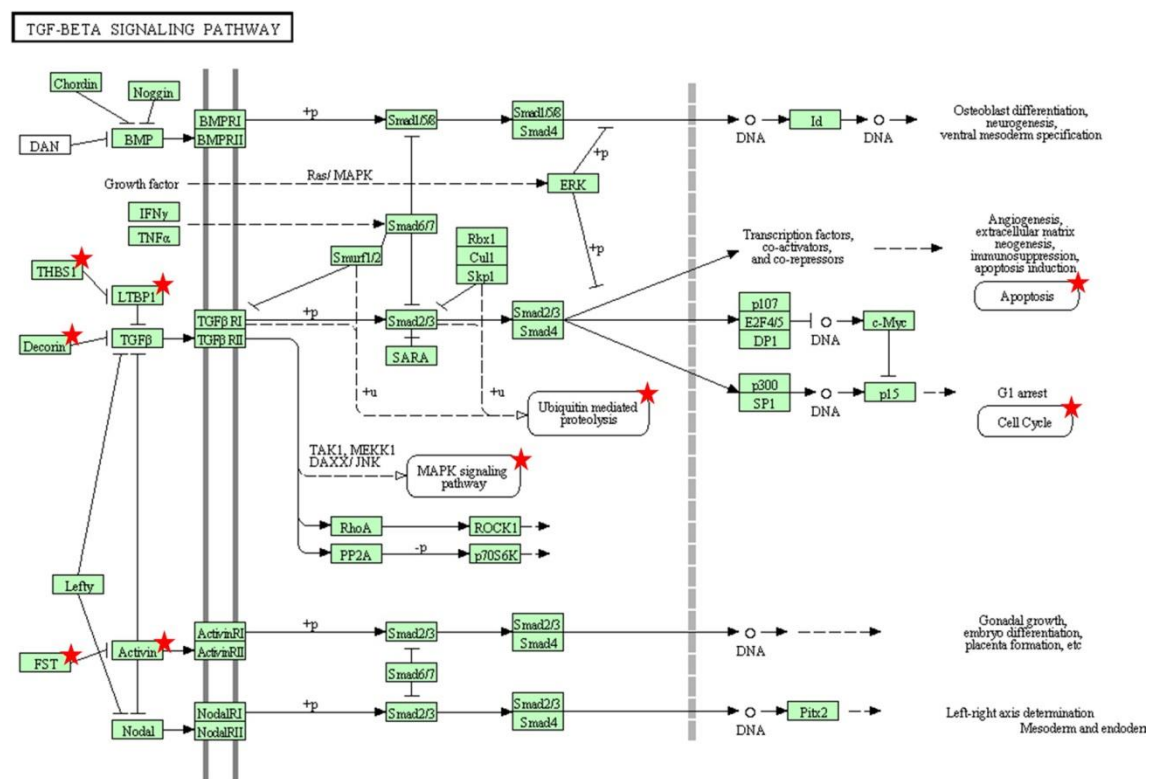 TGF-BETA SIGNALING PATHWAY
Chordin
Noggin
DAN
BMP
BMPRI
BMPRII
+p
Smad1/5/8
Smad1/5/8
Smad4
DNA
Id
DNA
Osteoblast differentiation,
neurogenesis,
ventral mesoderm specification
+p
Growth factor
Ras/ MAPK
ERK
IFNγ
TNFα
Smad6/7
+p
Rbx1
Cul1
Skp1
Smurf1/2
Transcription factors,
co-activators,
and co-repressors
Angiogenesis,
extracellular matrix
neogenesis,
immunosuppression,
apoptosis induction
Apoptosis
THBS1
LTBP1
Decorin
TGFβ
TGFβ RI
TGFβ RII
+p
Smad2/3
SARA
Smad2/3
Smad4
p107
E2F4/5
DP1
DNA
c-Myc
p300
SP1
DNA
p15
G1 arrest
Cell Cycle
+u
+u
Ubiquitin mediated
proteolysis
TAK1, MEKK1
DAXX/ JNK
MAPK signaling
pathway
RhoA
ROCK1
PP2A
-p
p70S6K
Lefty
FST
Activin
ActivinRI
ActivinRII
+p
Smad2/3
Smad2/3
Smad4
DNA
Gonadal growth,
embryo differentiation,
placenta formation, etc
Smad6/7
Nodal
NodalRI
NodalRII
+p
Smad2/3
Smad2/3
Smad4
DNA
Pitx2
Left-right axis determination
Mesoderm and endoderm